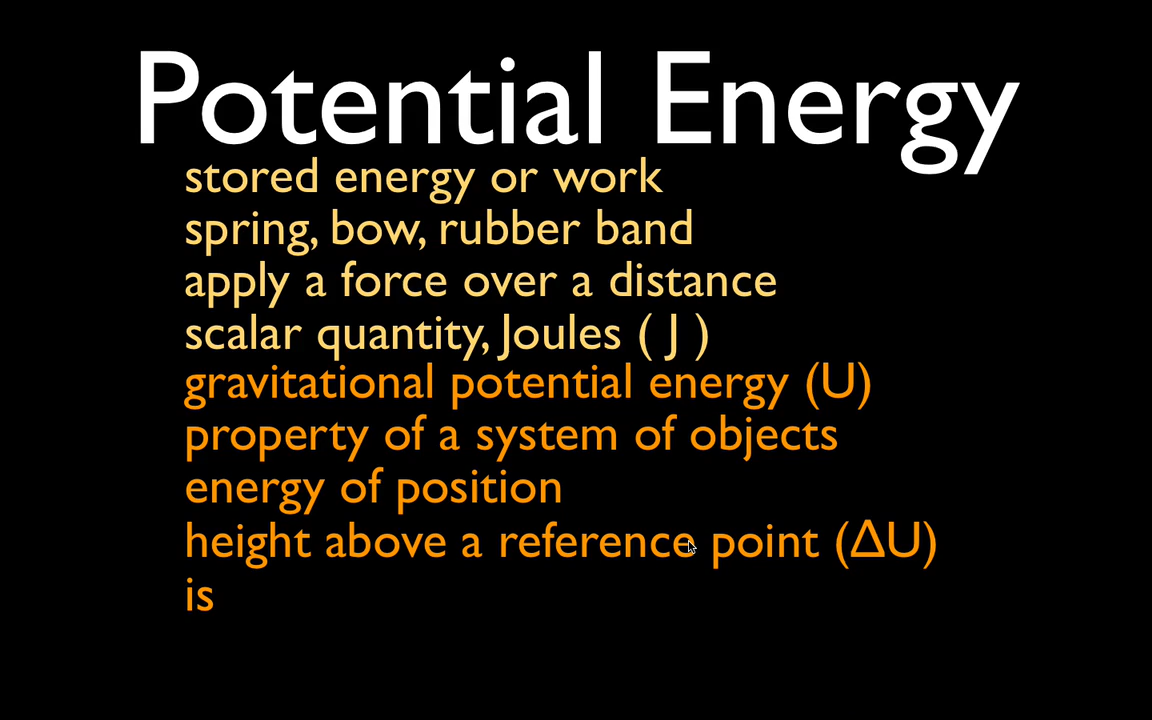 Potential Energy
stored energy or work
spring, bow, rubber band
apply a force over a distance
scalar quantity, Joules ( J )
gravitational potential energy (U)
property of a system of objects
energy of position
height above a reference point (ΔU)
is